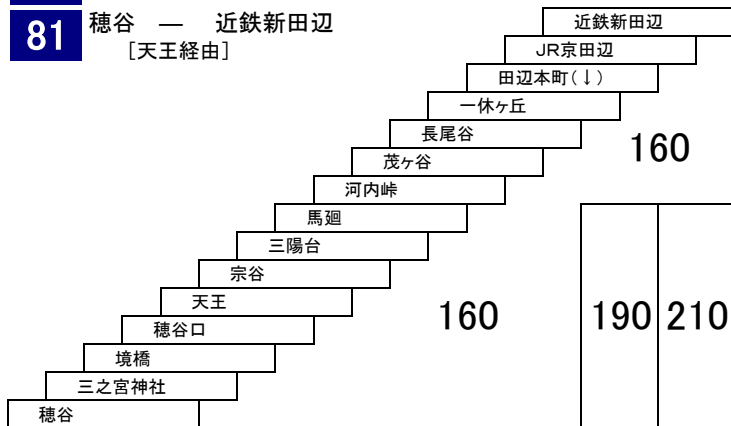 81 穂谷 ― 近鉄新田辺
[天王経由]
近鉄新田辺
JR京田辺
田辺本町(↓)
一休ヶ丘
長尾谷
160
茂ヶ谷
河内峠
馬廻
三陽台
宗谷
天王
160 190 210
穂谷口
境橋
三之宮神社
穂谷